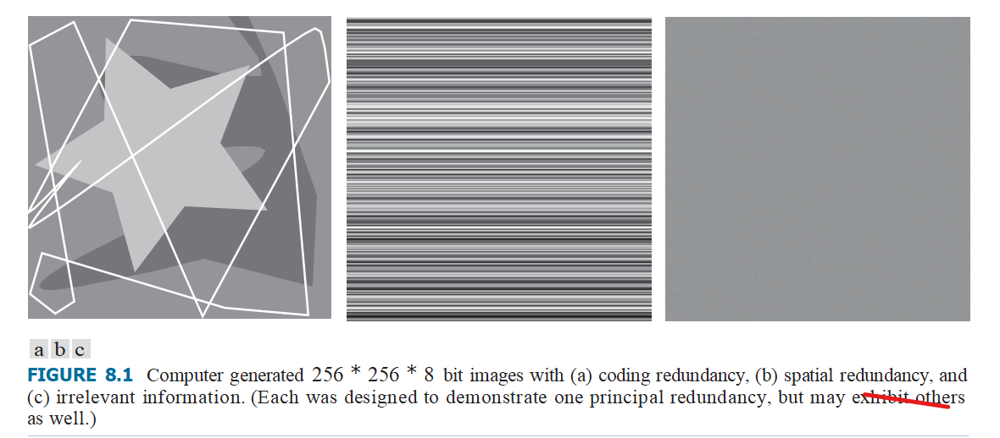 a b c
FIGURE 8.1 Computer generated 256 * 256 * 8 bit images with (a) coding redundancy, (b) spatial redundancy, and
(c) irrelevant information. (Each was designed to demonstrate one principal redundancy, but may exhibit others
as well.)